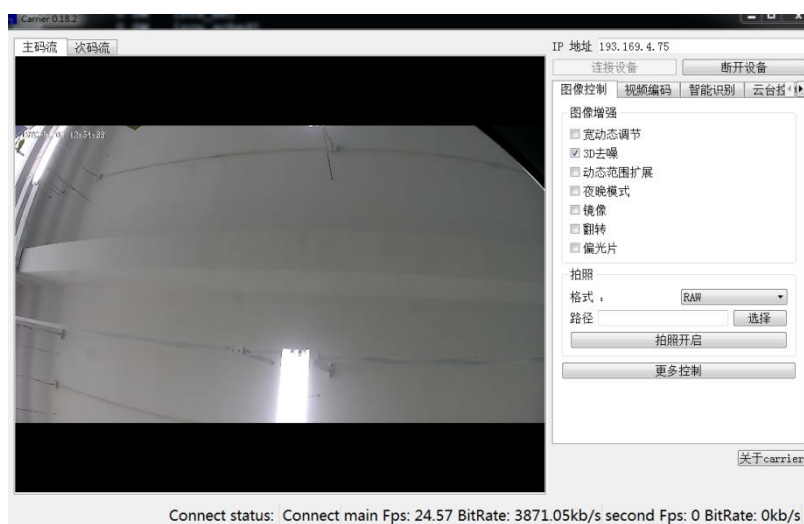 Carrier 0.18.2
主码流 次码流
IP 地址 193.169.4.75
连接设备 断开设备
图像控制 视频编码 智能识别
图像增强
宽动态调节
3D去噪
动态范围扩展
夜晚模式
镜像
翻转
偏光片
拍照
格式：RAW
路径 选择
拍照开启
更多控制
关于carrier
Connect status: Connect main Fps: 24.57 BitRate: 3871.05kb/s second Fps: 0 BitRate: 0kb/s